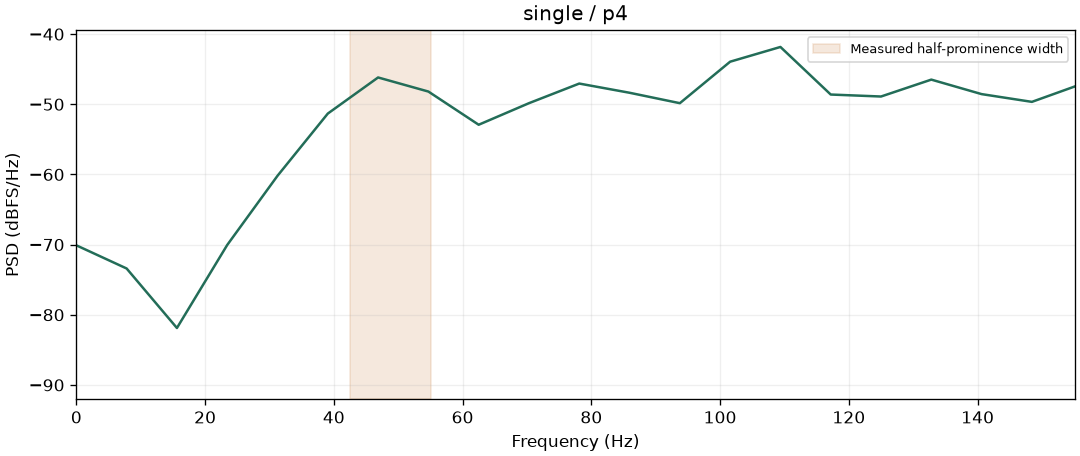 single / p4
Measured half-prominence width
PSD (dBFS/Hz)
−40
−50
−60
−70
−80
−90
0 20 40 60 80 100 120 140
Frequency (Hz)